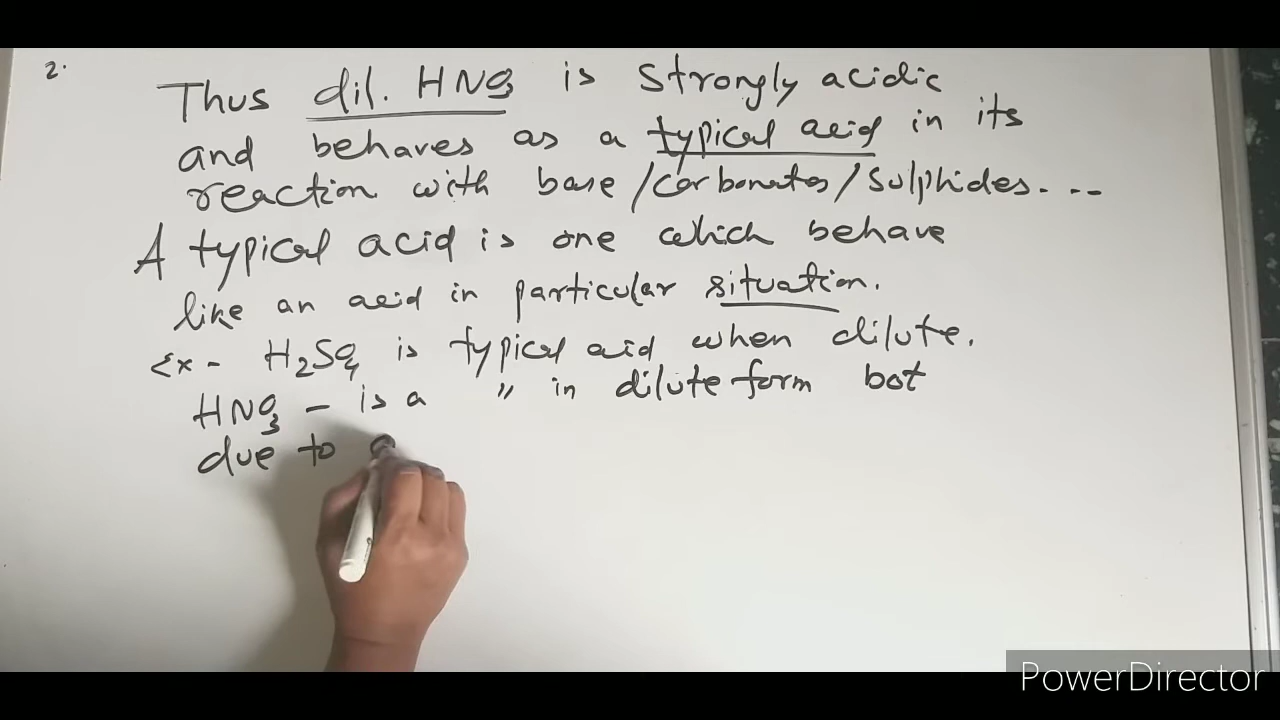 2.
Thus dil. HNO3 is strongly acidic
and behaves as a typical acid in its
reaction with base/carbonates/sulphides. --
A typical acid is one which behave
like an acid in particular situation.
Ex - H2SO4 is typical acid when dilute.
HNO3 - is a " in dilute form bot
due to
PowerDirector